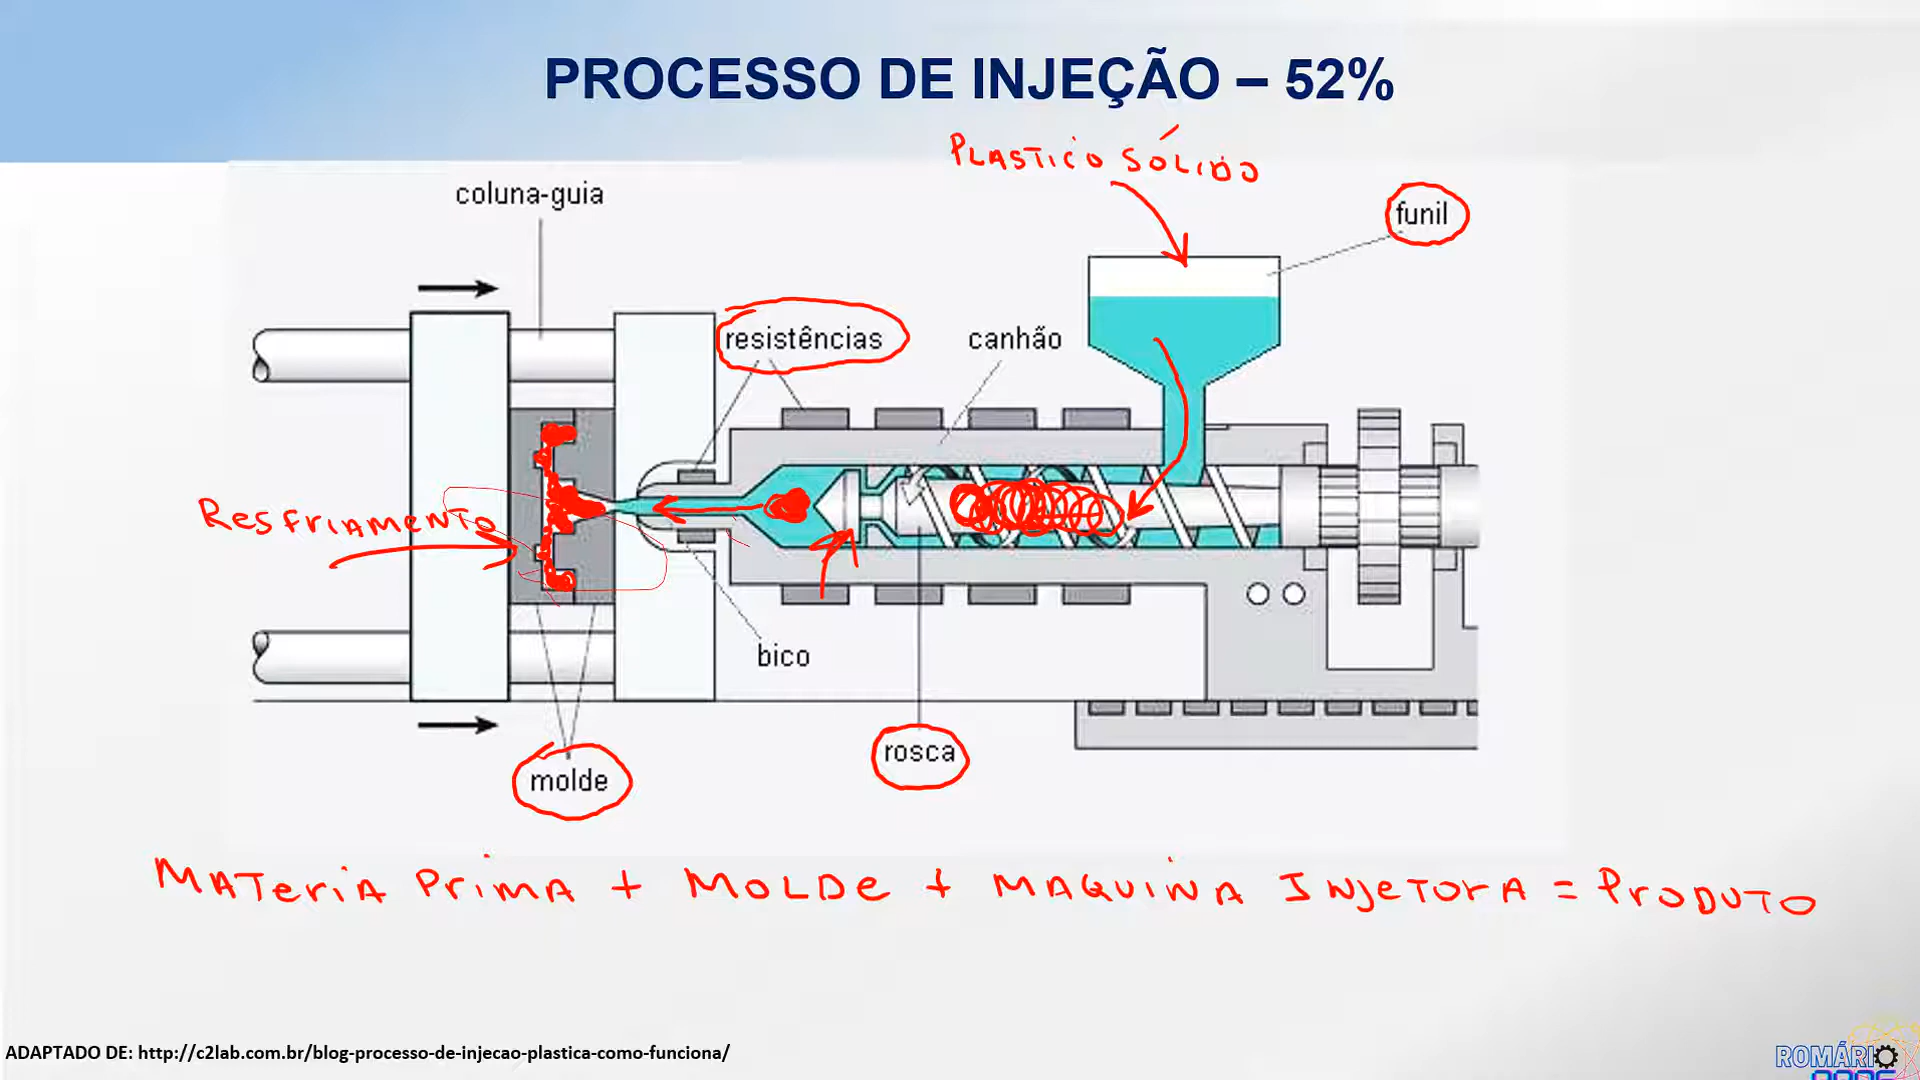 PROCESSO DE INJEÇÃO – 52%
PLASTICO SÓLIDO
coluna-guia
funil
resistências
canhão
RESFRIAMENTO
bico
rosca
molde
MATERIA PRIMA + MOLDE + MAQUINA INJETORA = PRODUTO
ADAPTADO DE: http://c2lab.com.br/blog-processo-de-injecao-plastica-como-funciona/
ROMÁRIO